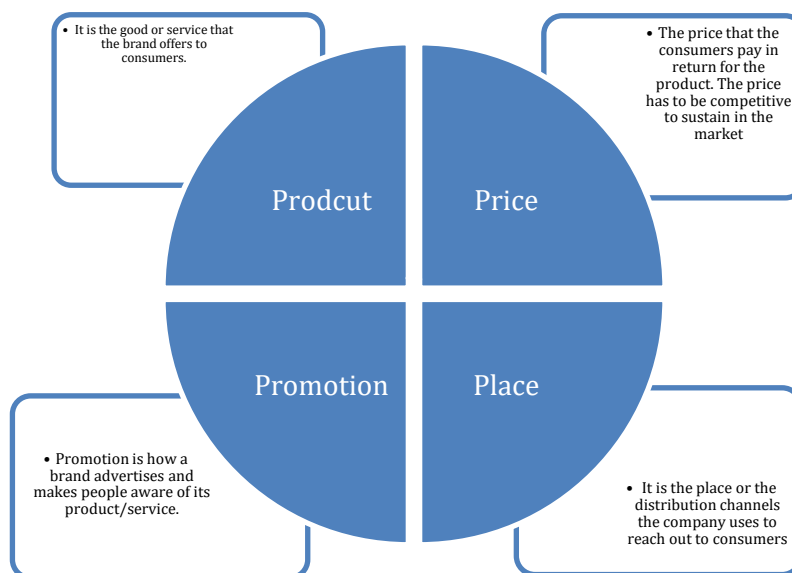 • It is the good or service that
the brand offers to
consumers.
• The price that the
consumers pay in
return for the
product. The price
has to be competitive
to sustain in the
market
Prodcut
Price
Promotion
Place
• Promotion is how a
brand advertises and
makes people aware of its
product/service.
• It is the place or the
distribution channels
the company uses to
reach out to consumers